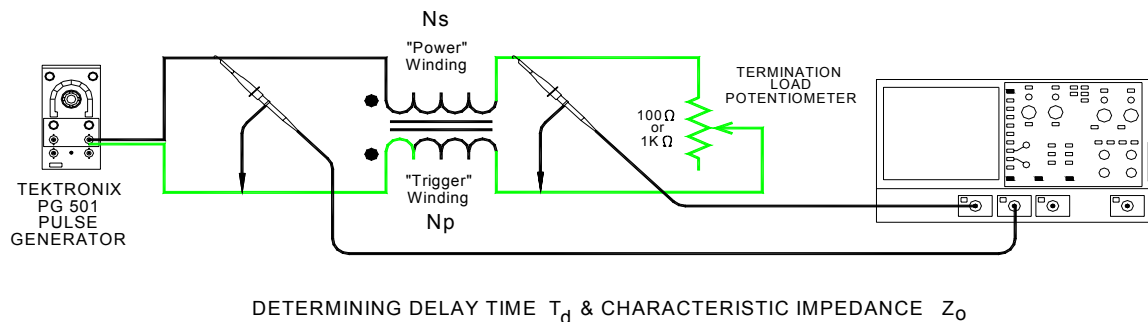 Ns
"Power"
Winding
TERMINATION
LOAD
POTENTIOMETER
100Ω
or
1KΩ
"Trigger"
Winding
Np
TEKTRONIX
PG 501
PULSE
GENERATOR
DETERMINING DELAY TIME Td & CHARACTERISTIC IMPEDANCE Zo